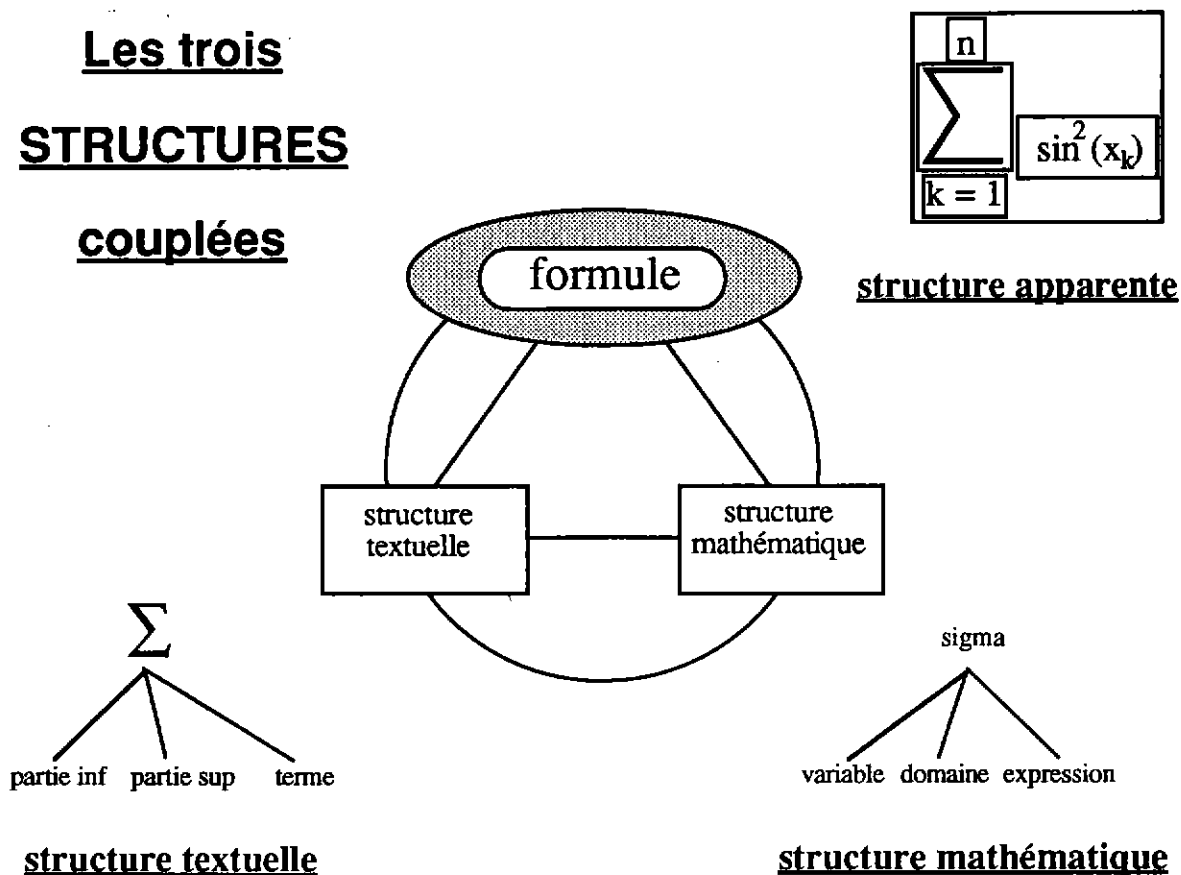 Les trois
STRUCTURES
couplées
n
∑
sin²(xₖ)
k = 1
structure apparente
formule
structure
textuelle
structure
mathématique
∑
partie inf partie sup terme
structure textuelle
sigma
variable domaine expression
structure mathématique